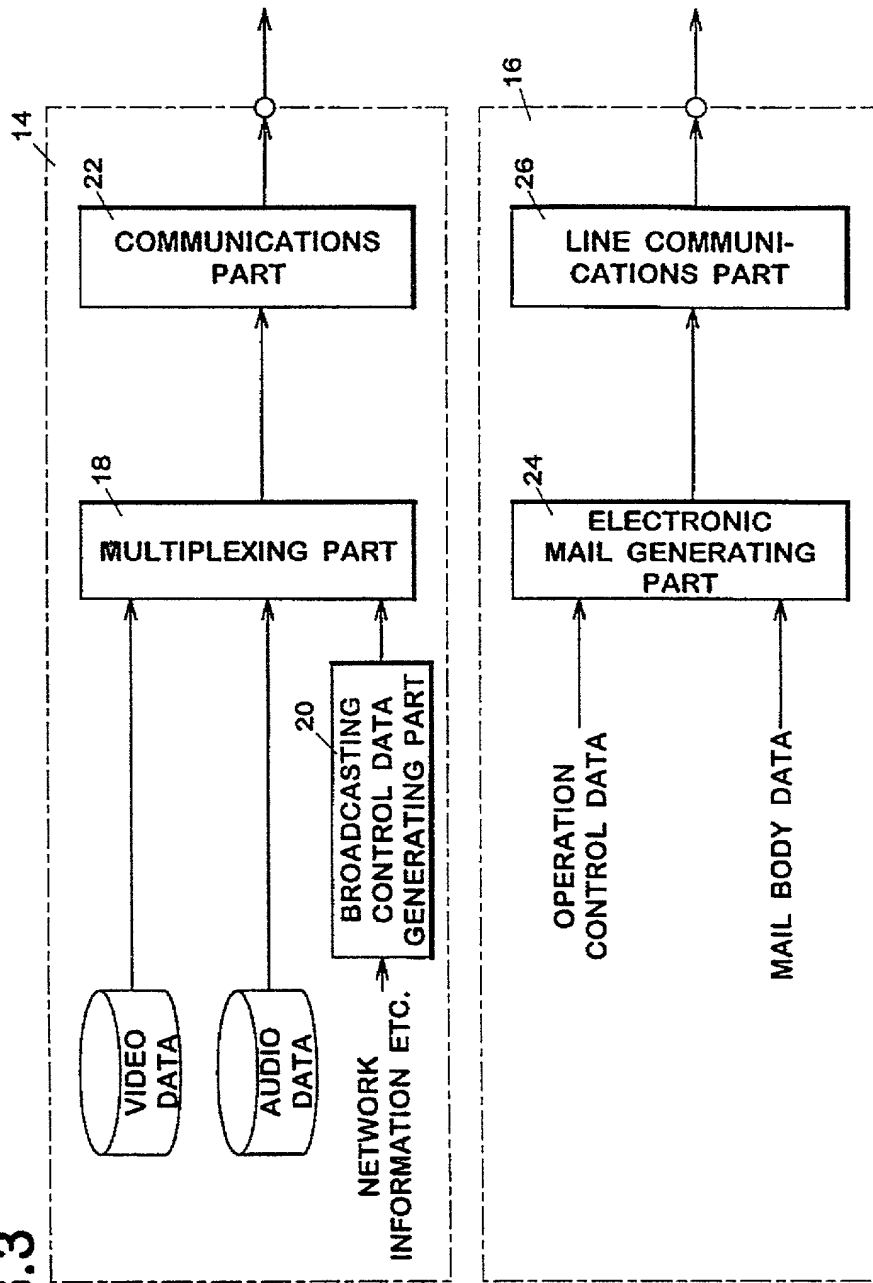 .3
14
VIDEO
DATA
AUDIO
DATA
NETWORK
INFORMATION ETC.
20
BROADCASTING
CONTROL DATA
GENERATING PART
18
MULTIPLEXING PART
22
COMMUNICATIONS
PART
16
OPERATION
CONTROL DATA
MAIL BODY DATA
24
ELECTRONIC
MAIL GENERATING
PART
26
LINE COMMUNI-
CATIONS PART